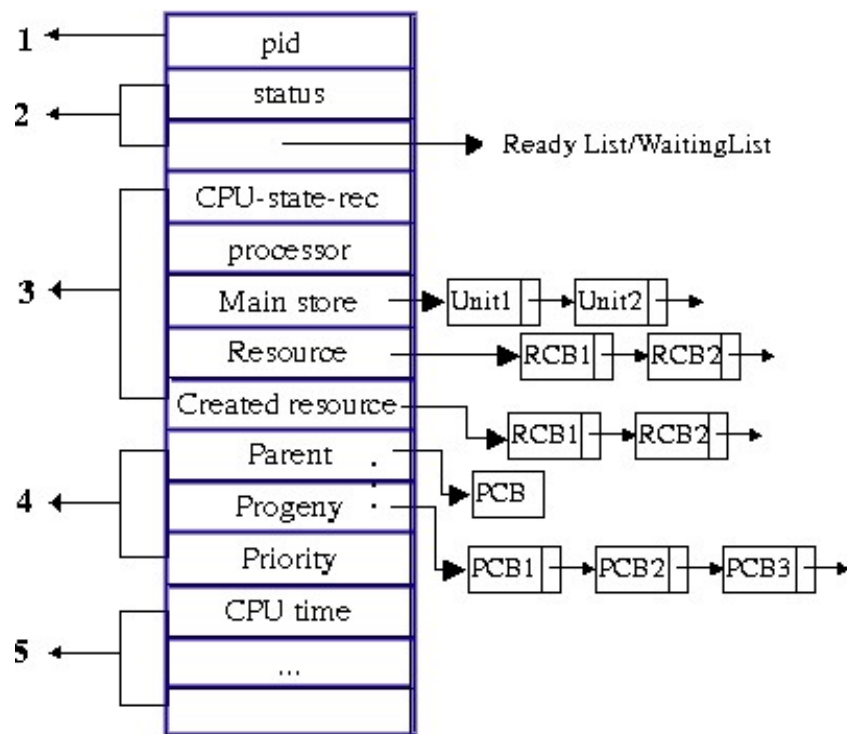 1
pid
2
status
Ready List/WaitingList
3
CPU-state-rec
processor
Main store
Unit1
Unit2
Resource
RCB1
RCB2
Created resource
RCB1
RCB2
4
Parent
PCB
Progeny
Priority
PCB1
PCB2
PCB3
5
CPU time
...